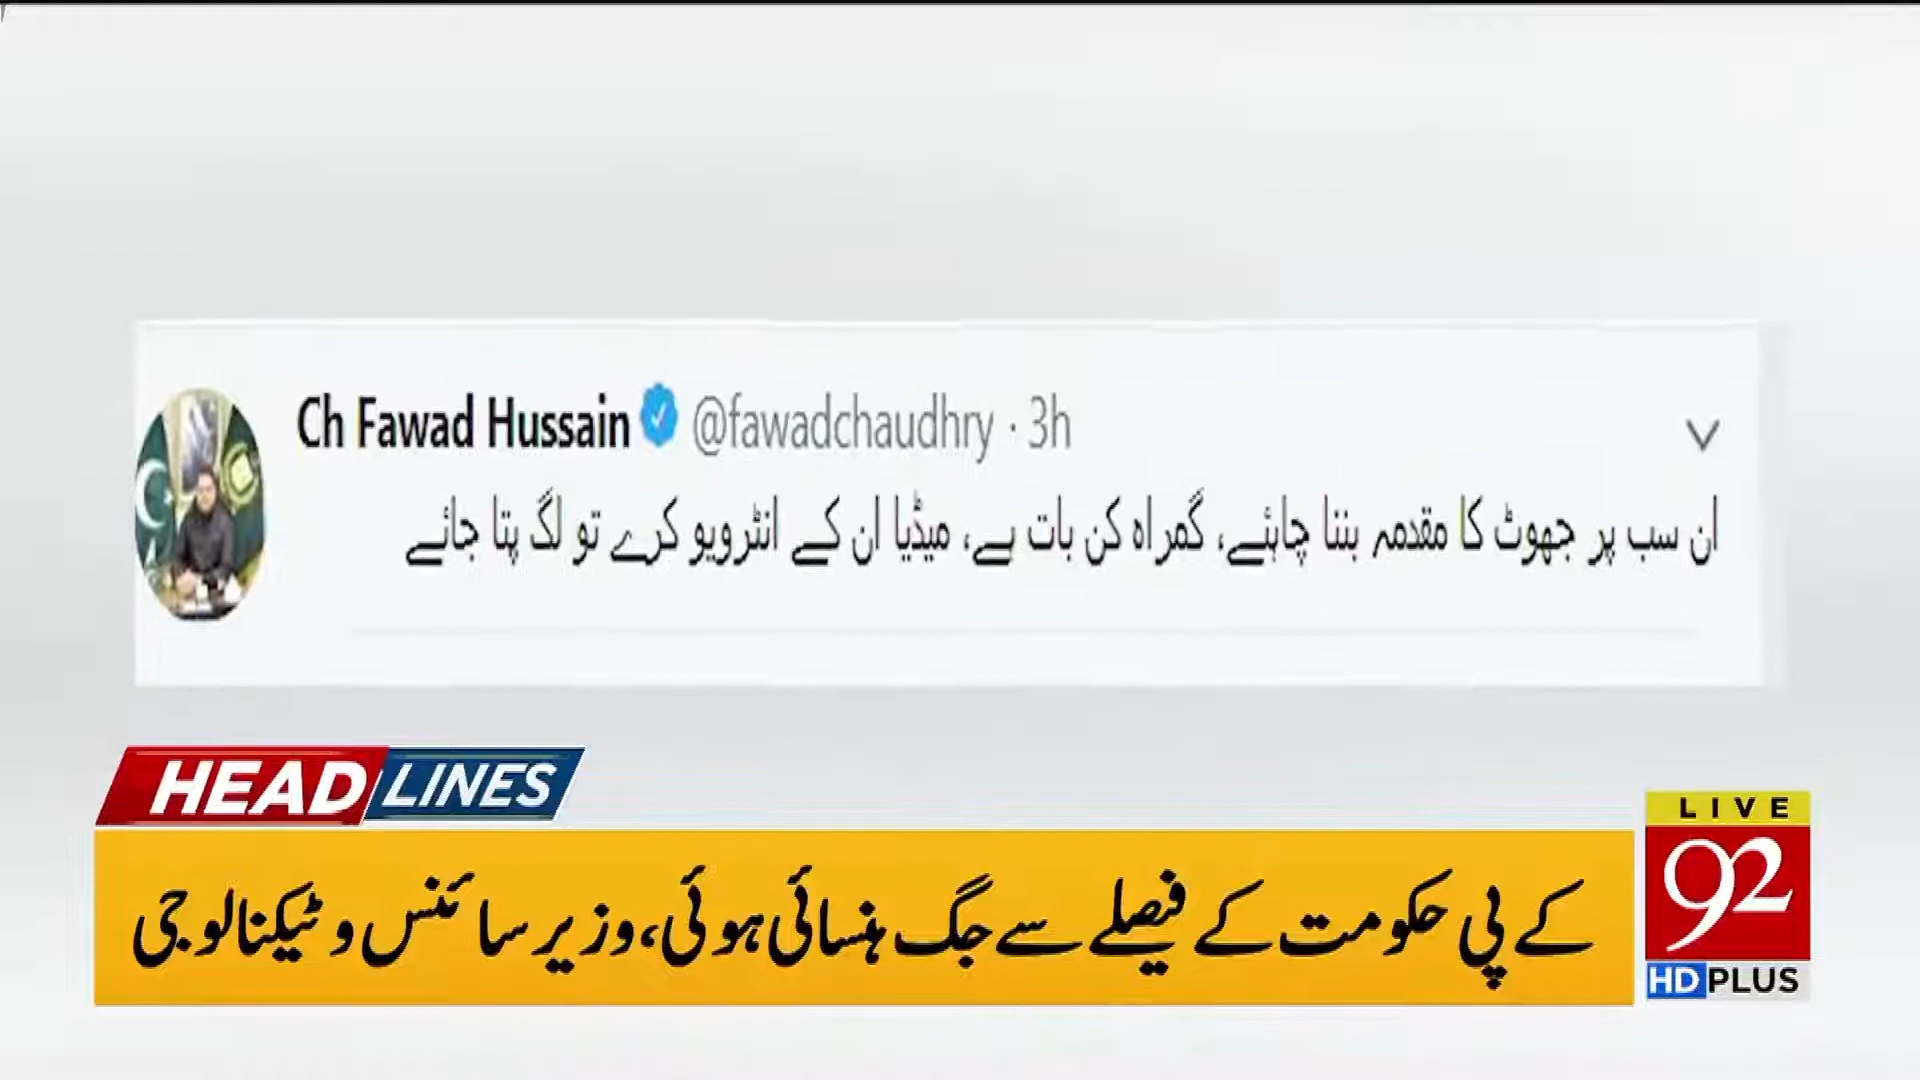 Ch Fawad Hussain @fawadchaudhry · 3h
ان سب پر جھوٹ کا مقدمہ بننا چاہئے، گمراہ کن بات ہے، میڈیا ان کے انٹرویو کرے تو لگ پتا جائے
HEADLINES
کے پی حکومت کے فیصلے سے جگ ہنسائی ہوئی، وزیر سائنس و ٹیکنالوجی
LIVE
92
HD PLUS